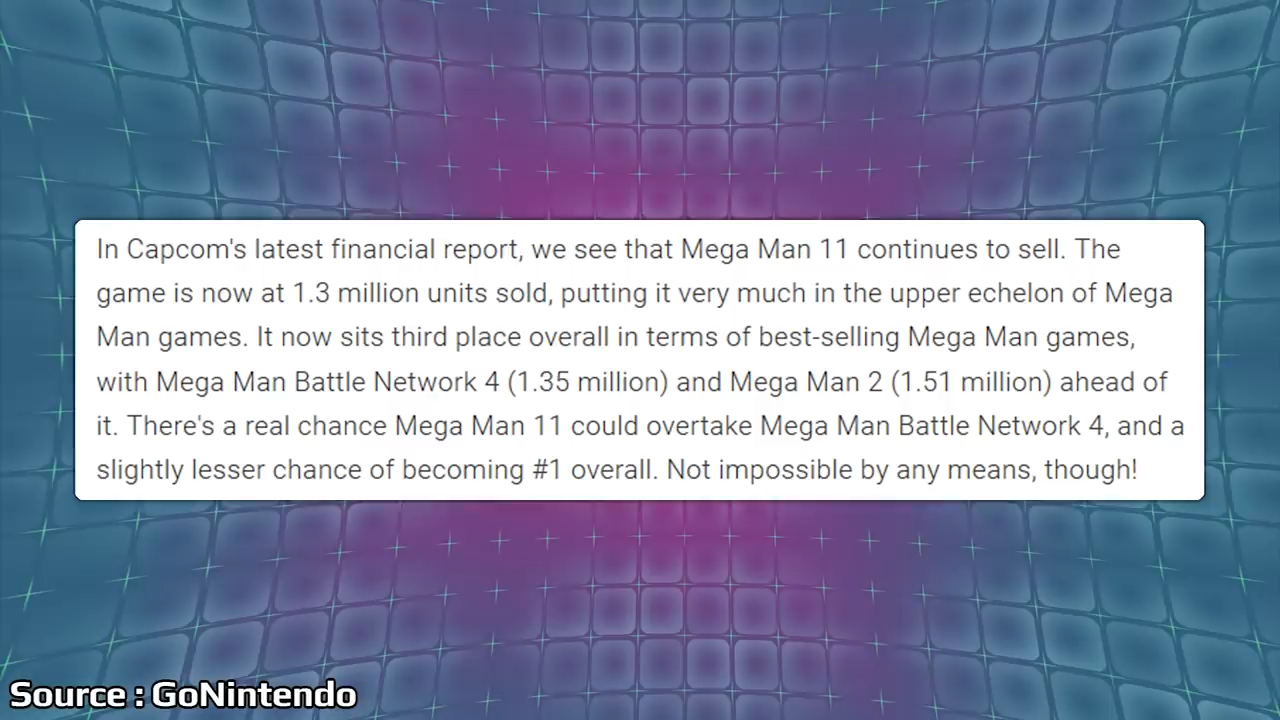 In Capcom's latest financial report, we see that Mega Man 11 continues to sell. The
game is now at 1.3 million units sold, putting it very much in the upper echelon of Mega
Man games. It now sits third place overall in terms of best-selling Mega Man games,
with Mega Man Battle Network 4 (1.35 million) and Mega Man 2 (1.51 million) ahead of
it. There's a real chance Mega Man 11 could overtake Mega Man Battle Network 4, and a
slightly lesser chance of becoming #1 overall. Not impossible by any means, though!
Source : GoNintendo